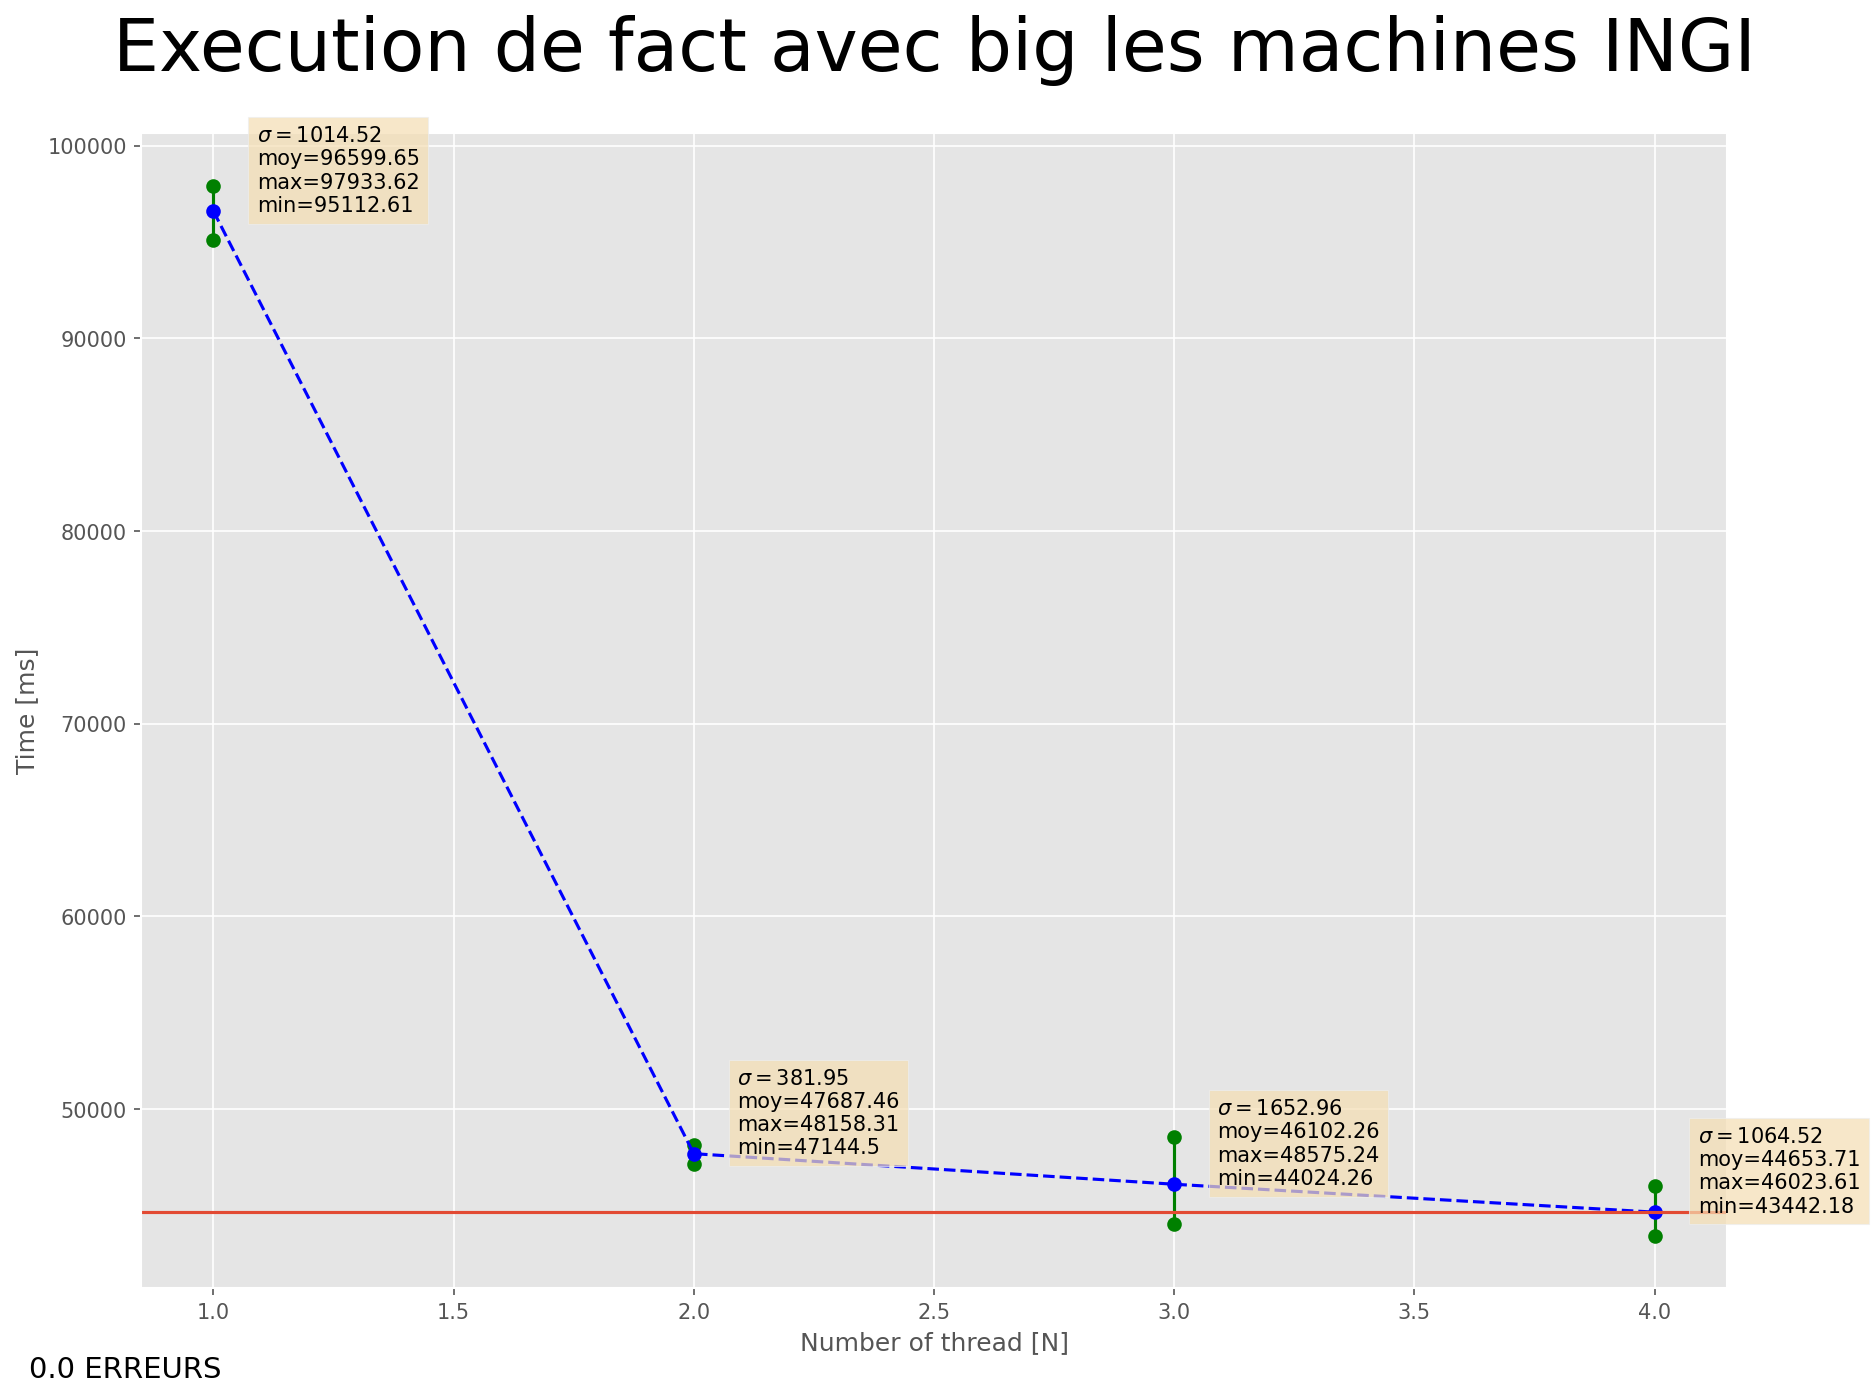 Execution de fact avec big les machines INGI
100000
90000
80000
70000
60000
50000
Time [ms]
σ = 1014.52
moy=96599.65
max=97933.62
min=95112.61
σ = 381.95
moy=47687.46
max=48158.31
min=47144.5
σ = 1652.96
moy=46102.26
max=48575.24
min=44024.26
σ = 1064.52
moy=44653.71
max=46023.61
min=43442.18
1.0
1.5
2.0
2.5
3.0
3.5
4.0
Number of thread [N]
0.0 ERREURS